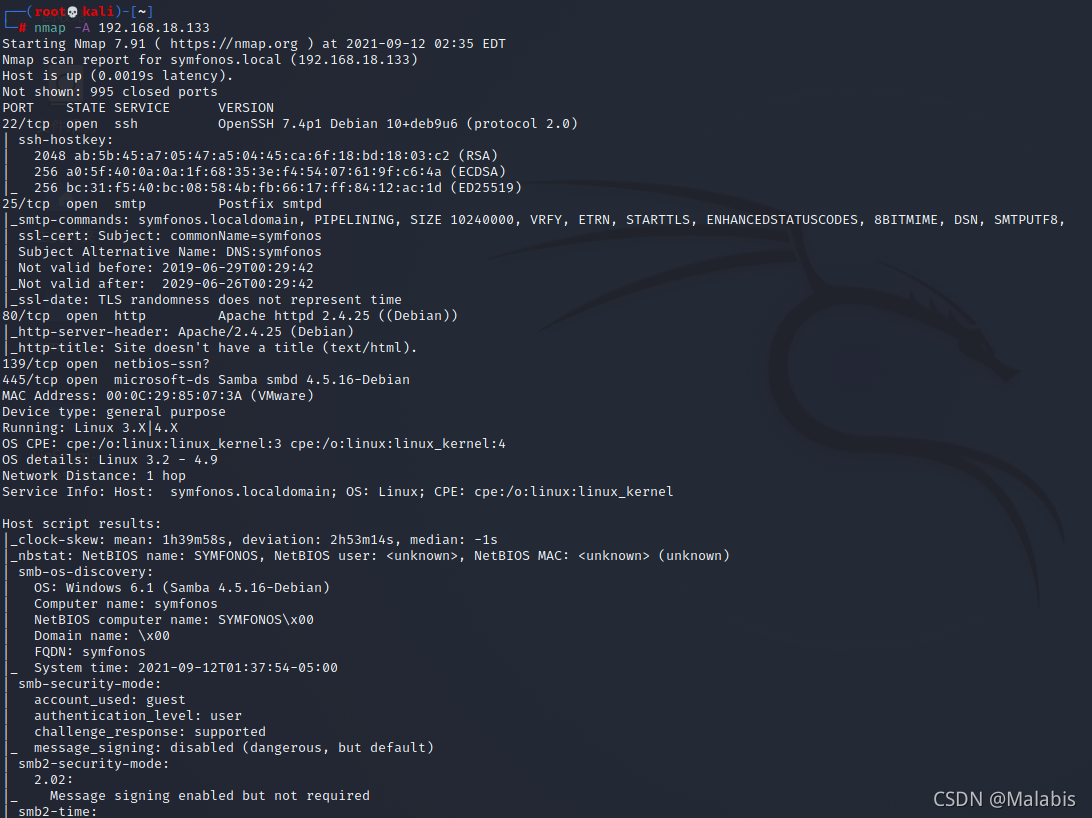 ┌──(root💀kali)-[~]
└─# nmap -A 192.168.18.133
Starting Nmap 7.91 ( https://nmap.org ) at 2021-09-12 02:35 EDT
Nmap scan report for symfonos.local (192.168.18.133)
Host is up (0.0019s latency).
Not shown: 995 closed ports
PORT    STATE SERVICE      VERSION
22/tcp  open  ssh          OpenSSH 7.4p1 Debian 10+deb9u6 (protocol 2.0)
| ssh-hostkey:
|   2048 ab:5b:45:a7:05:47:a5:04:45:ca:6f:18:bd:18:03:c2 (RSA)
|   256 a0:5f:40:0a:0a:1f:68:35:3e:f4:54:07:61:9f:c6:4a (ECDSA)
|_  256 bc:31:f5:40:bc:08:58:4b:fb:66:17:ff:84:12:ac:1d (ED25519)
25/tcp  open  smtp         Postfix smtpd
|_smtp-commands: symfonos.localdomain, PIPELINING, SIZE 10240000, VRFY, ETRN, STARTTLS, ENHANCEDSTATUSCODES, 8BITMIME, DSN, SMTPUTF8,
| ssl-cert: Subject: commonName=symfonos
| Subject Alternative Name: DNS:symfonos
| Not valid before: 2019-06-29T00:29:42
|_Not valid after:  2029-06-26T00:29:42
|_ssl-date: TLS randomness does not represent time
80/tcp  open  http         Apache httpd 2.4.25 ((Debian))
|_http-server-header: Apache/2.4.25 (Debian)
|_http-title: Site doesn't have a title (text/html).
139/tcp open  netbios-ssn?
445/tcp open  microsoft-ds Samba smbd 4.5.16-Debian
MAC Address: 00:0C:29:85:07:3A (VMware)
Device type: general purpose
Running: Linux 3.X|4.X
OS CPE: cpe:/o:linux:linux_kernel:3 cpe:/o:linux:linux_kernel:4
OS details: Linux 3.2 - 4.9
Network Distance: 1 hop
Service Info: Host:  symfonos.localdomain; OS: Linux; CPE: cpe:/o:linux:linux_kernel

Host script results:
|_clock-skew: mean: 1h39m58s, deviation: 2h53m14s, median: -1s
|_nbstat: NetBIOS name: SYMFONOS, NetBIOS user: <unknown>, NetBIOS MAC: <unknown> (unknown)
| smb-os-discovery:
|   OS: Windows 6.1 (Samba 4.5.16-Debian)
|   Computer name: symfonos
|   NetBIOS computer name: SYMFONOS\x00
|   Domain name: \x00
|   FQDN: symfonos
|_  System time: 2021-09-12T01:37:54-05:00
| smb-security-mode:
|   account_used: guest
|   authentication_level: user
|   challenge_response: supported
|_  message_signing: disabled (dangerous, but default)
| smb2-security-mode:
|   2.02:
|_    Message signing enabled but not required
| smb2-time:
CSDN @Malabis